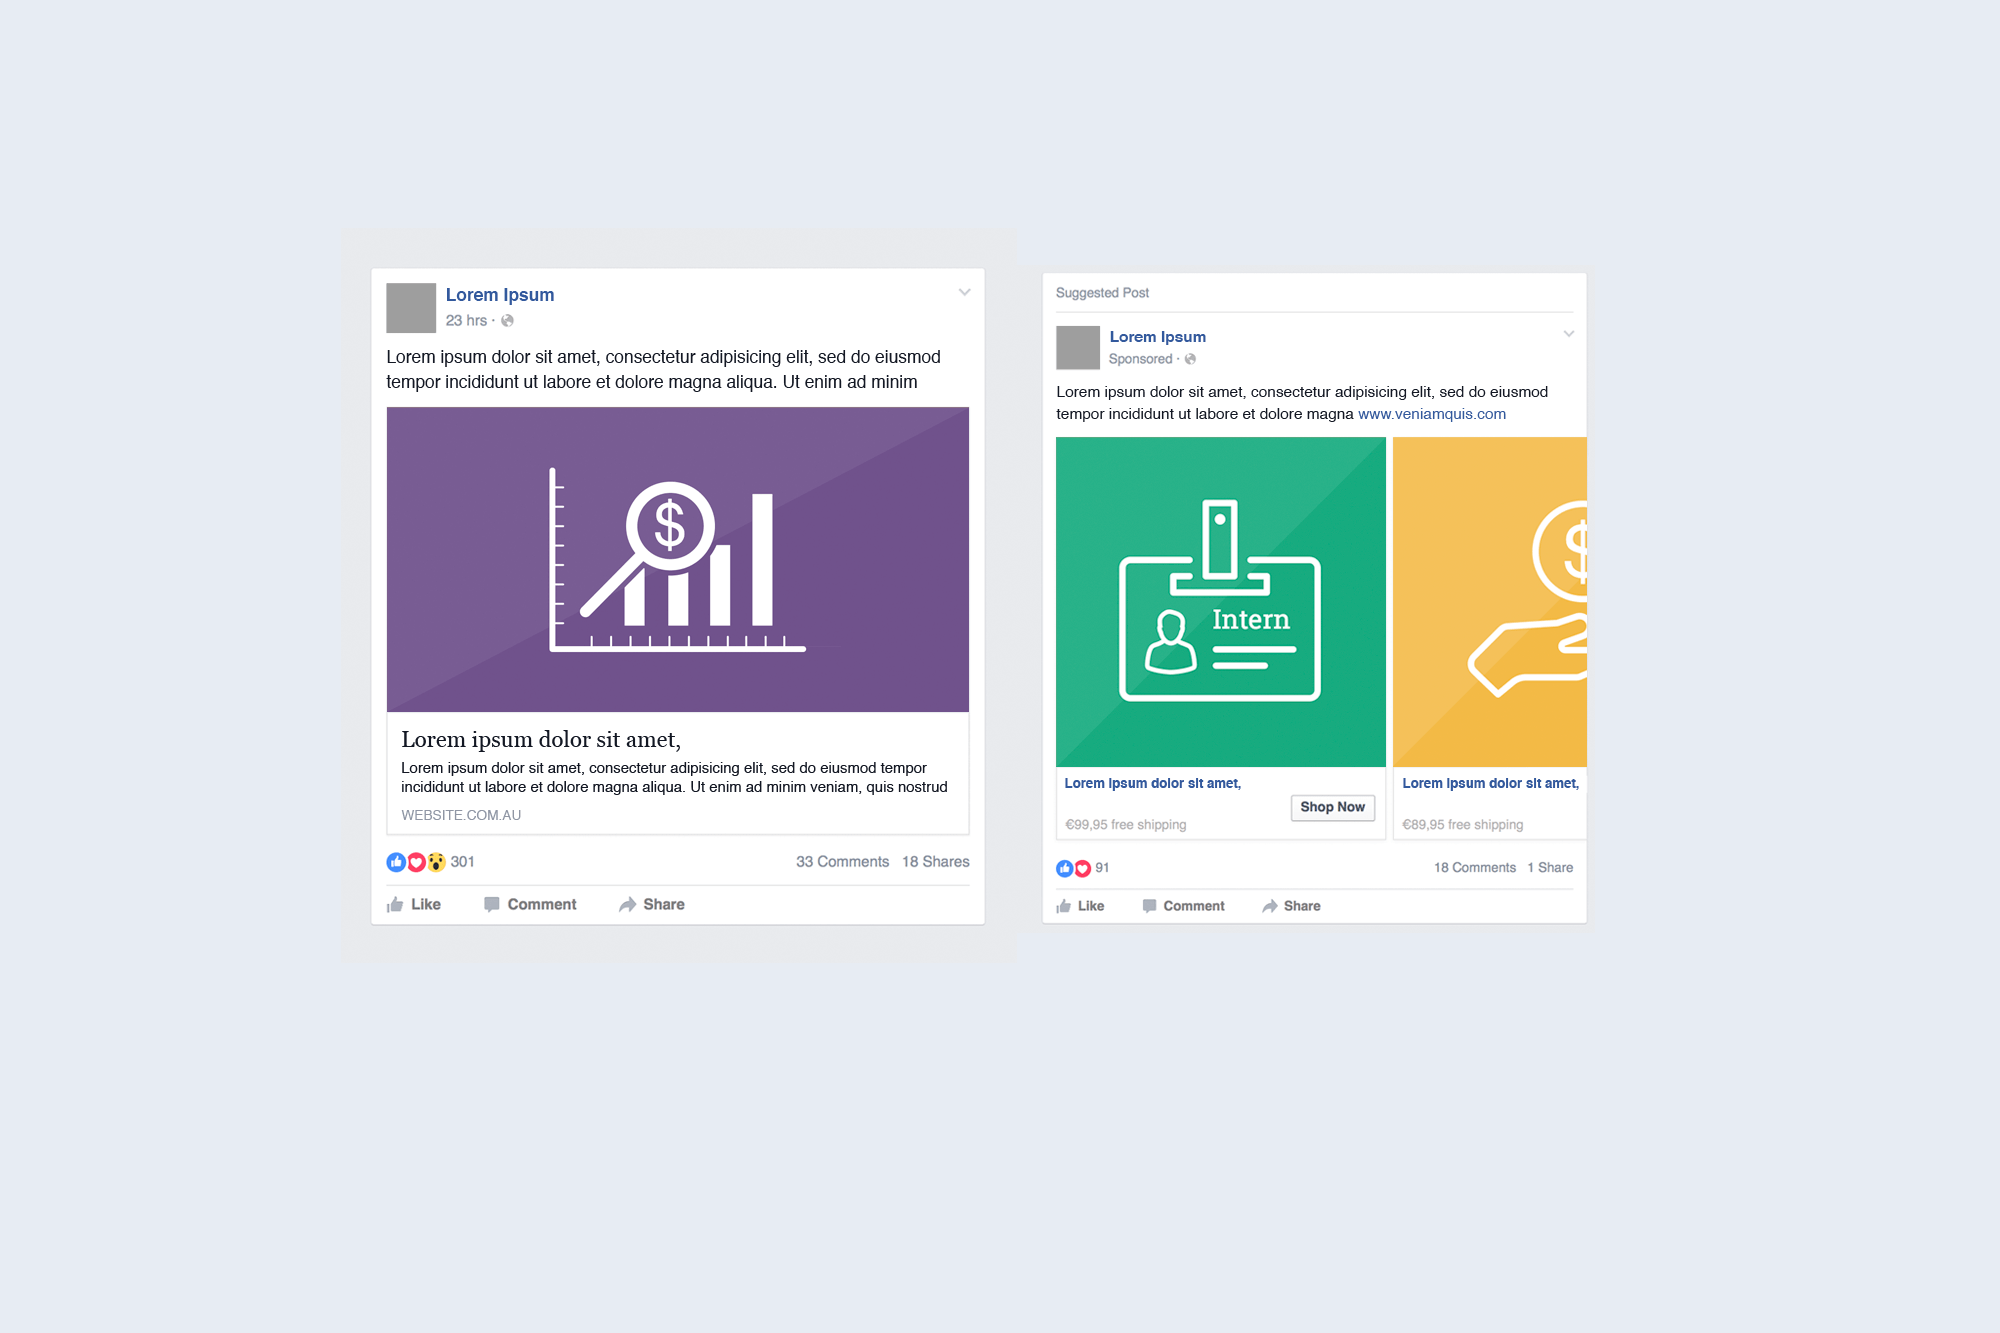 Lorem Ipsum
23 hrs ·
Lorem ipsum dolor sit amet, consectetur adipisicing elit, sed do eiusmod
tempor incididunt ut labore et dolore magna aliqua. Ut enim ad minim
$
Lorem ipsum dolor sit amet,
Lorem ipsum dolor sit amet, consectetur adipisicing elit, sed do eiusmod tempor
incididunt ut labore et dolore magna aliqua. Ut enim ad minim veniam, quis nostrud
WEBSITE.COM.AU
301 33 Comments 18 Shares
Like Comment Share
Suggested Post
Lorem Ipsum
Sponsored ·
Lorem ipsum dolor sit amet, consectetur adipisicing elit, sed do eiusmod
tempor incididunt ut labore et dolore magna www.veniamquis.com
Intern
$
Lorem ipsum dolor sit amet,
Shop Now
€99,95 free shipping
Lorem ipsum dolor sit amet,
€89,95 free shipping
91 18 Comments 1 Share
Like Comment Share